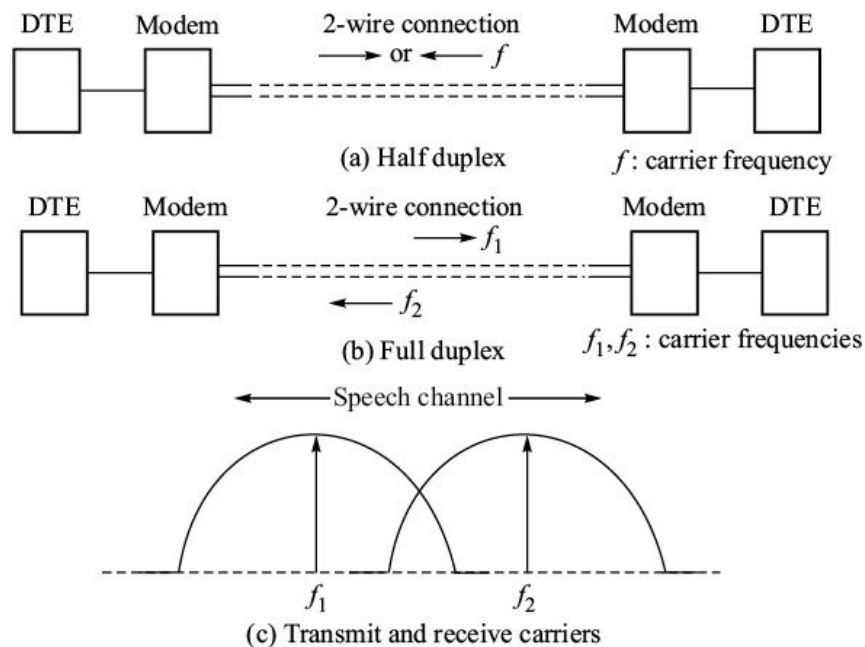 DTE Modem 2-wire connection Modem DTE
or f
(a) Half duplex f : carrier frequency
DTE Modem 2-wire connection Modem DTE
f₁
f₂
(b) Full duplex f₁, f₂ : carrier frequencies
Speech channel
f₁ f₂
(c) Transmit and receive carriers